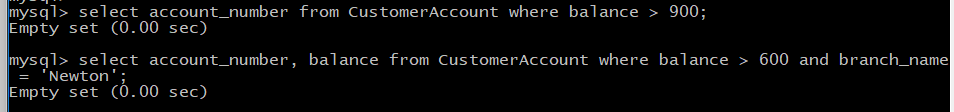 mysql> select account_number from CustomerAccount where balance > 900;
Empty set (0.00 sec)
mysql> select account_number, balance from CustomerAccount where balance > 600 and branch_name
= 'Newton';
Empty set (0.00 sec)